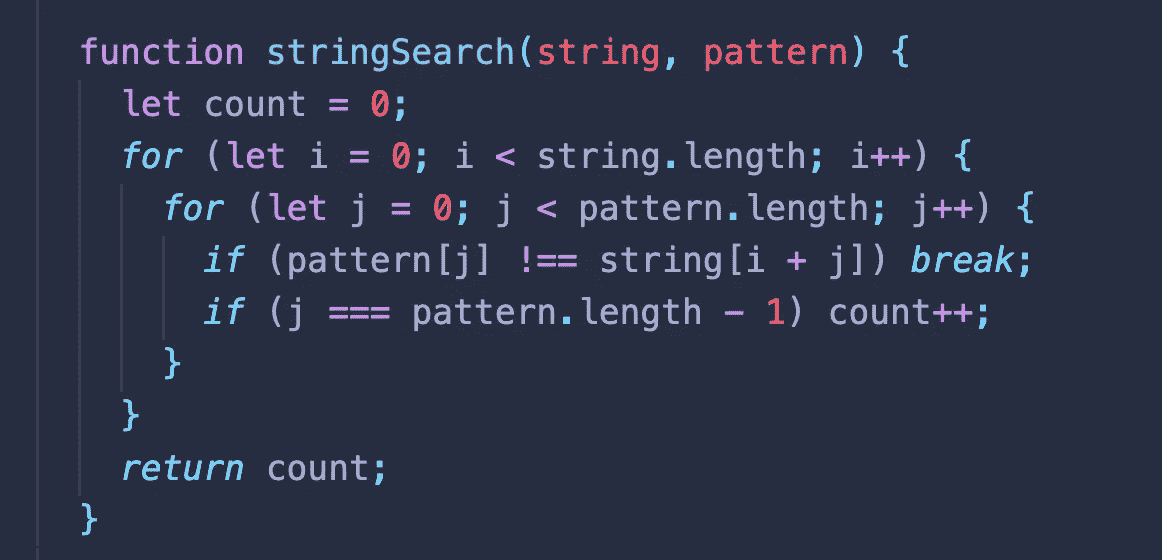 function stringSearch(string, pattern) {
  let count = 0;
  for (let i = 0; i < string.length; i++) {
    for (let j = 0; j < pattern.length; j++) {
      if (pattern[j] !== string[i + j]) break;
      if (j === pattern.length - 1) count++;
    }
  }
  return count;
}